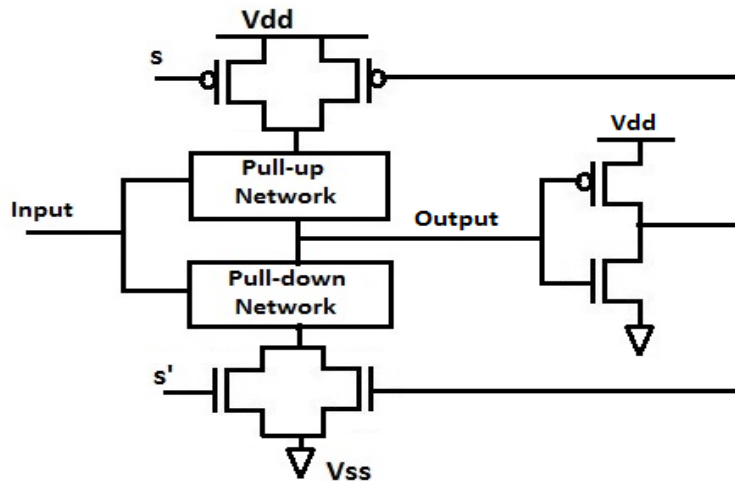 Vdd
s
Vdd
Pull-up
Network
Input
Output
Pull-down
Network
s'
Vss